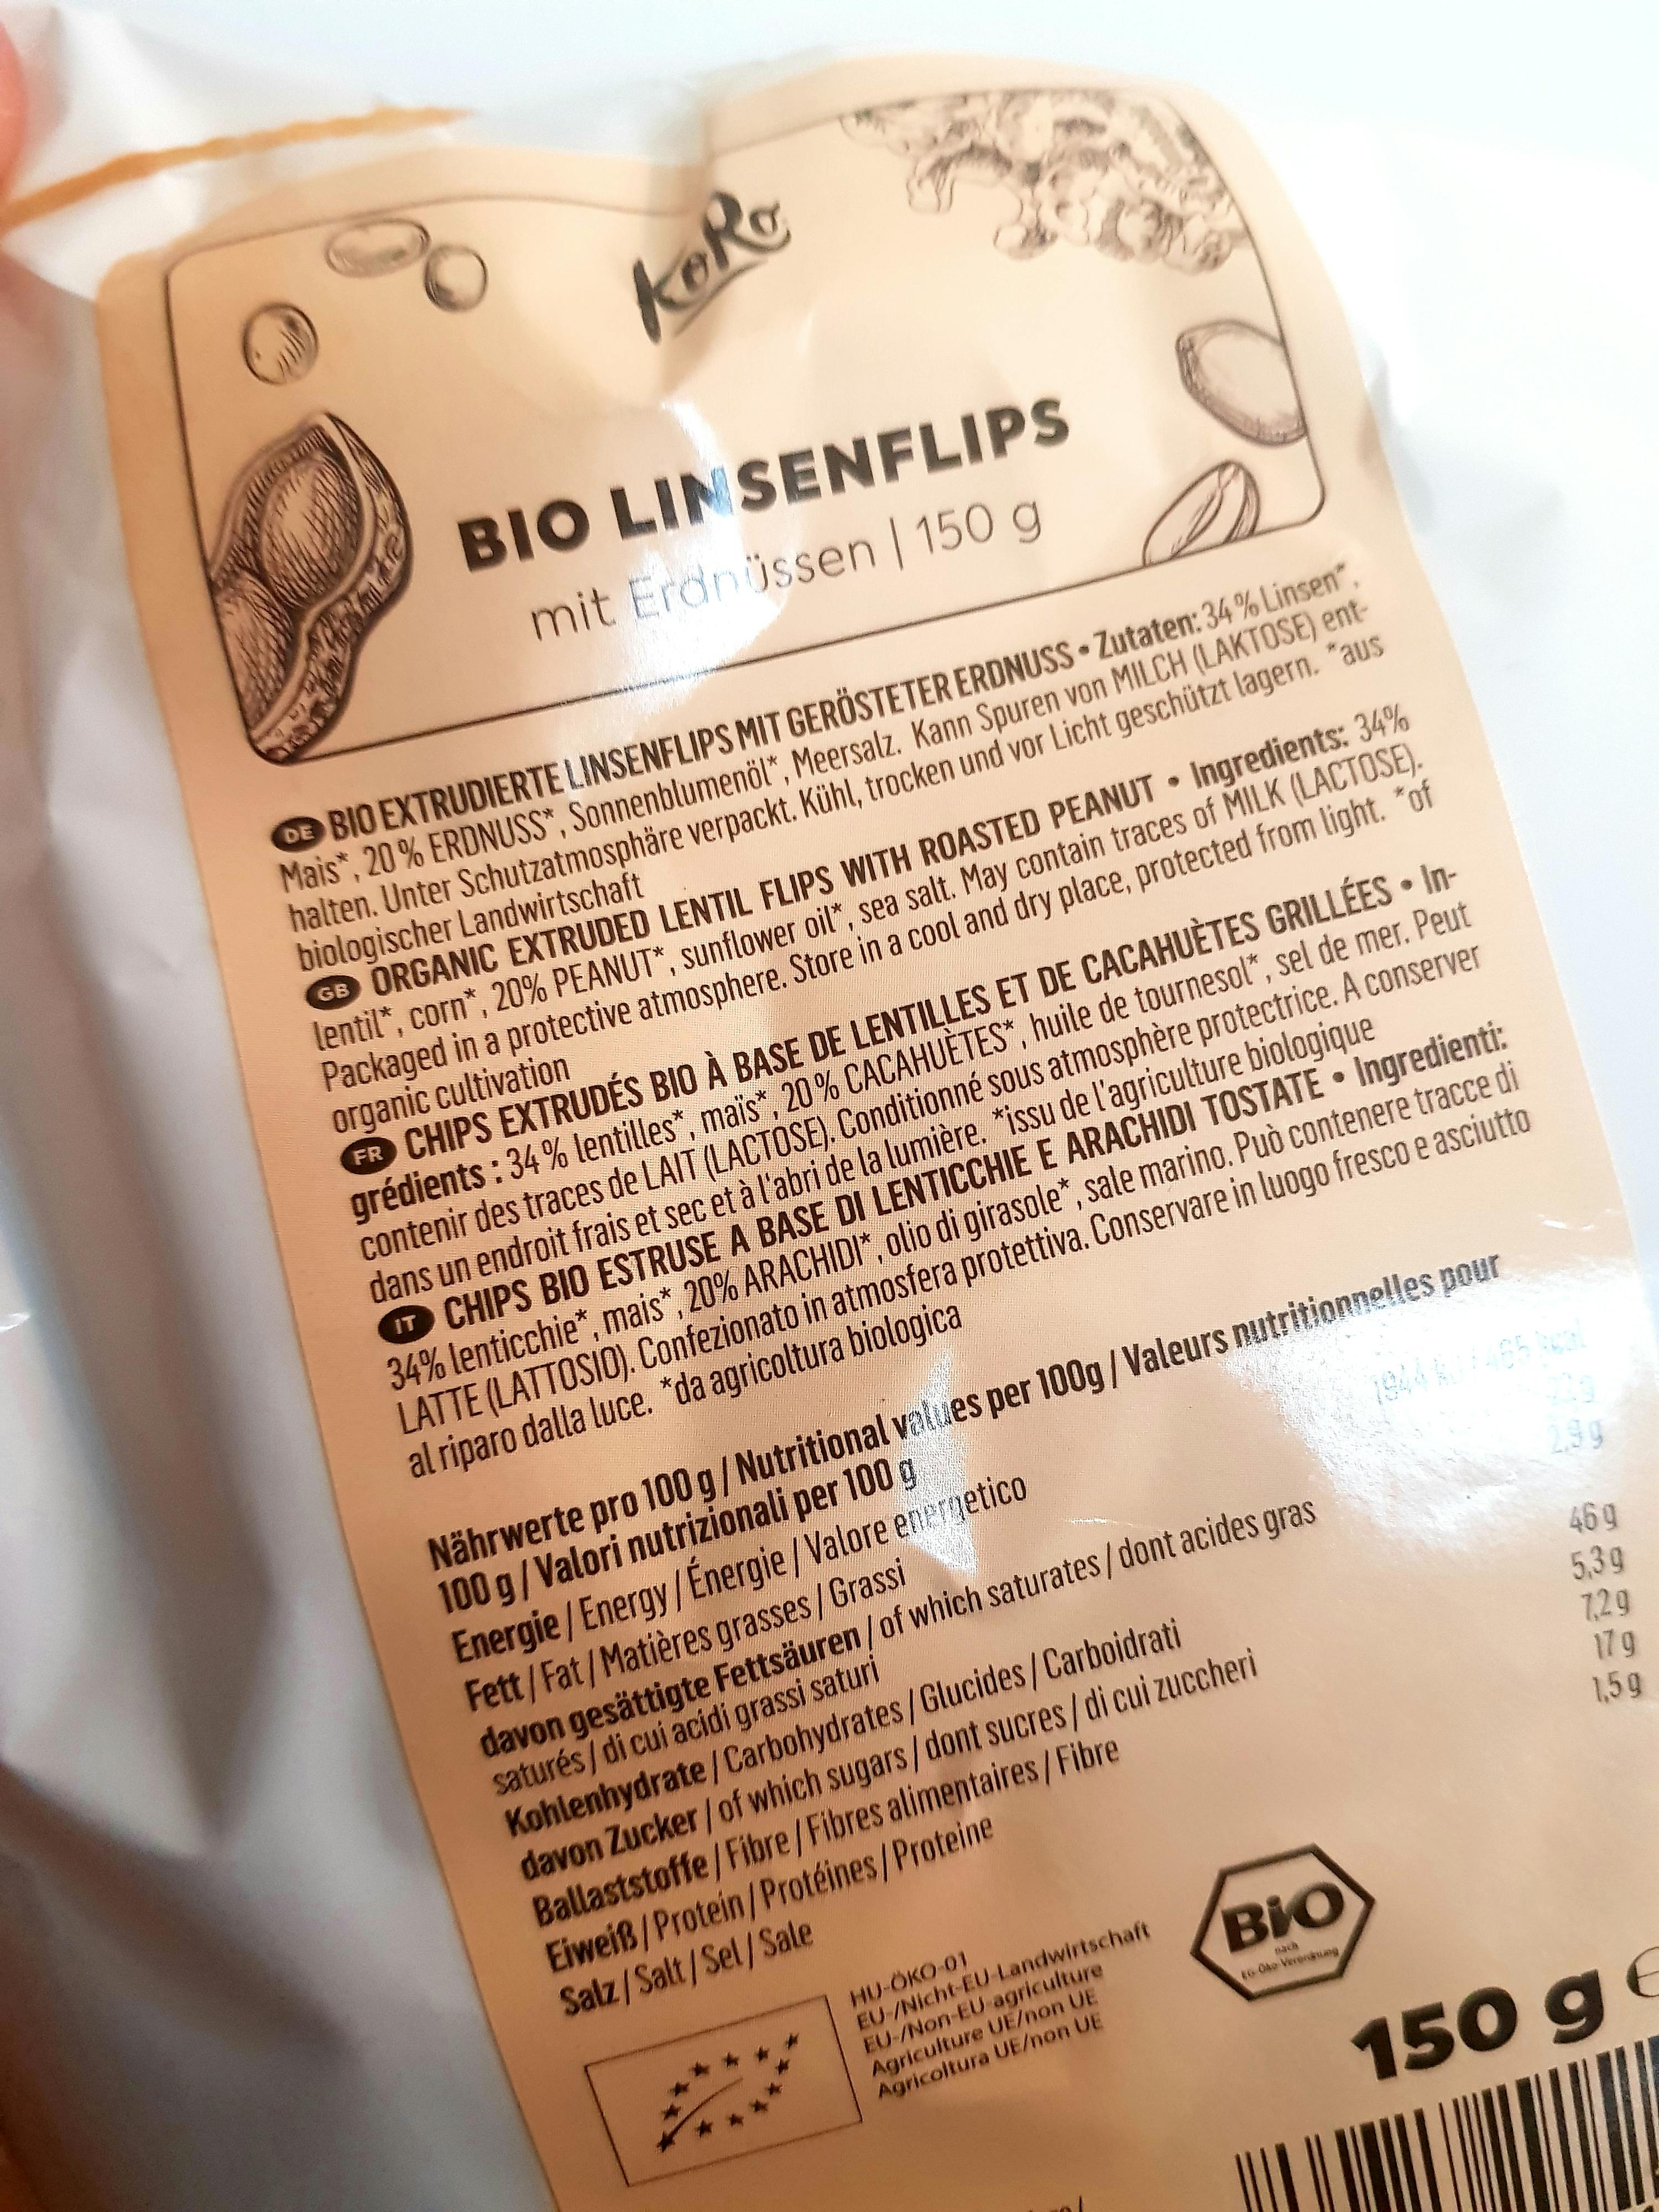 KoRo
BIO LINSENFLIPS
mit Erdnüssen | 150 g
DE BIO EXTRUDIERTE LINSENFLIPS MIT GERÖSTETER ERDNUSS • Zutaten: 34 % Linsen*,
Mais*, 20 % ERDNUSS*, Sonnenblumenöl*, Meersalz. Kann Spuren von MILCH (LAKTOSE) ent-
halten. Unter Schutzatmosphäre verpackt. Kühl, trocken und vor Licht geschützt lagern. *aus
biologischer Landwirtschaft
GB ORGANIC EXTRUDED LENTIL FLIPS WITH ROASTED PEANUT • Ingredients: 34%
lentil*, corn*, 20% PEANUT*, sunflower oil*, sea salt. May contain traces of MILK (LACTOSE).
Packaged in a protective atmosphere. Store in a cool and dry place, protected from light. *of
organic cultivation
FR CHIPS EXTRUDÉS BIO À BASE DE LENTILLES ET DE CACAHUÈTES GRILLÉES • In-
grédients : 34 % lentilles*, maïs*, 20 % CACAHUÈTES*, huile de tournesol*, sel de mer. Peut
contenir des traces de LAIT (LACTOSE). Conditionné sous atmosphère protectrice. A conserver
dans un endroit frais et sec et à l'abri de la lumière. *issu de l'agriculture biologique
IT CHIPS BIO ESTRUSE A BASE DI LENTICCHIE E ARACHIDI TOSTATE • Ingredienti:
34% lenticchie*, mais*, 20% ARACHIDI*, olio di girasole*, sale marino. Può contenere tracce di
LATTE (LATTOSIO). Confezionato in atmosfera protettiva. Conservare in luogo fresco e asciutto
al riparo dalla luce. *da agricoltura biologica
Nährwerte pro 100 g / Nutritional values per 100g / Valeurs nutritionnelles pour
100 g / Valori nutrizionali per 100 g
Energie / Energy / Énergie / Valore energetico 1944 kJ / 465 kcal
Fett / Fat / Matières grasses / Grassi
davon gesättigte Fettsäuren / of which saturates / dont acides gras 2,9 g
saturés / di cui acidi grassi saturi
Kohlenhydrate / Carbohydrates / Glucides / Carboidrati 46 g
davon Zucker / of which sugars / dont sucres / di cui zuccheri 5,3 g
Ballaststoffe / Fibre / Fibres alimentaires / Fibre 7,2 g
Eiweiß / Protein / Protéines / Proteine 17 g
Salz / Salt / Sel / Sale 1,5 g
HU-ÖKO-01
EU-/Nicht-EU-Landwirtschaft
EU-/Non-EU-agriculture
Agriculture UE/non UE
Agricoltura UE/non UE
BiO
nach
EG-Öko-Verordnung
150 g e